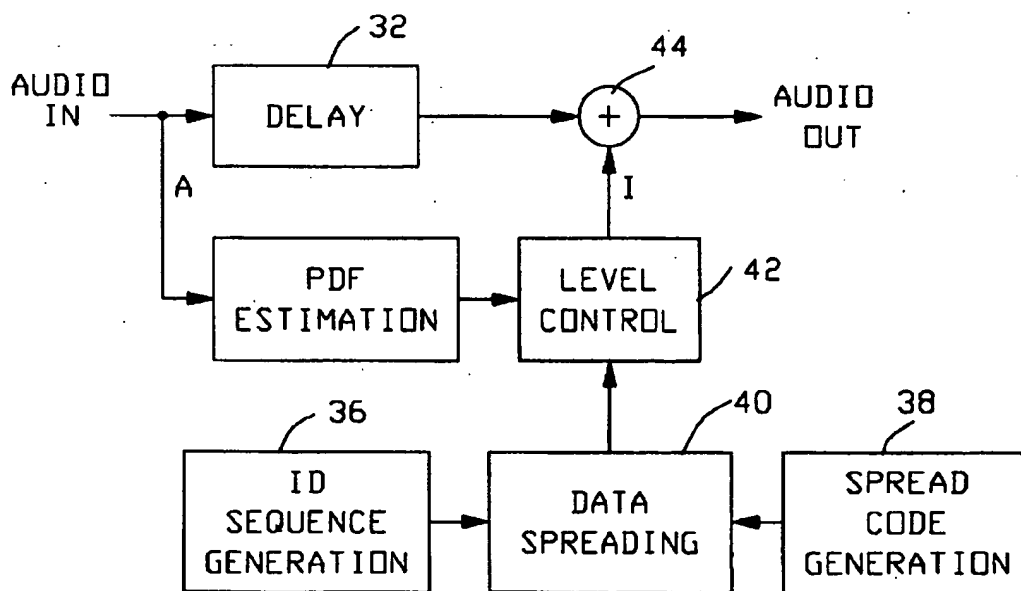 32
44
AUDIO
IN
DELAY
+
AUDIO
OUT
A
I
PDF
ESTIMATION
LEVEL
CONTROL
42
36
40
38
ID
SEQUENCE
GENERATION
DATA
SPREADING
SPREAD
CODE
GENERATION